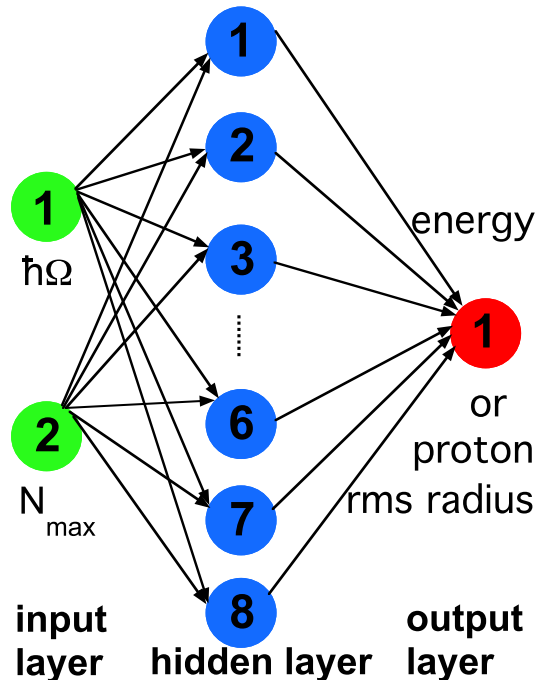 1
2
3
6
7
8
1
ħΩ
2
N max
energy
1
or
proton
rms radius
input
layer
hidden layer
output
layer